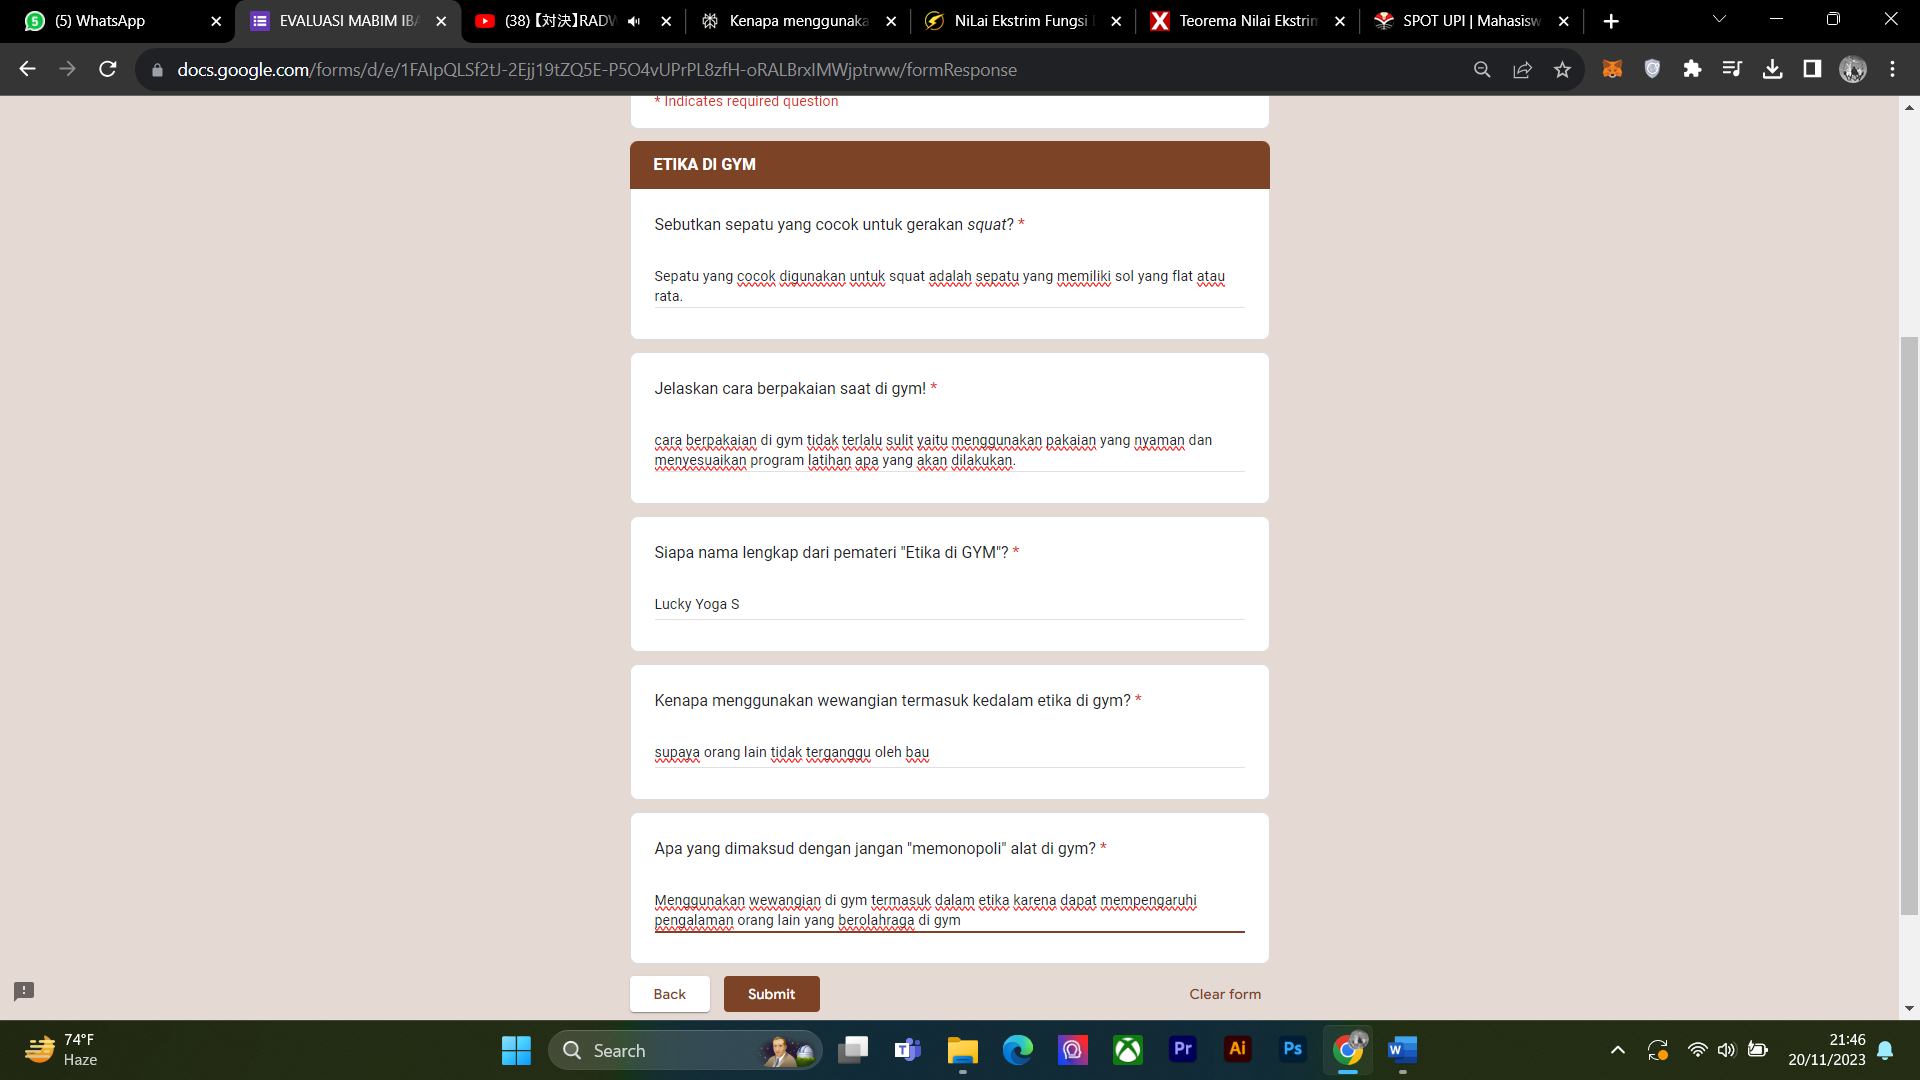 (5) WhatsApp
EVALUASI MABIM IBA
(38)【対決】RADW
Kenapa menggunaka
NiLai Ekstrim Fungsi
Teorema Nilai Ekstrim
SPOT UPI | Mahasisw
docs.google.com/forms/d/e/1FAIpQLSf2tJ-2Ejj19tZQ5E-P5O4vUPrPL8zfH-oRALBrxIMWjptrww/formResponse
* Indicates required question
ETIKA DI GYM
Sebutkan sepatu yang cocok untuk gerakan squat? *
Sepatu yang cocok digunakan untuk squat adalah sepatu yang memiliki sol yang flat atau
rata.
Jelaskan cara berpakaian saat di gym! *
cara berpakaian di gym tidak terlalu sulit yaitu menggunakan pakaian yang nyaman dan
menyesuaikan program latihan apa yang akan dilakukan.
Siapa nama lengkap dari pemateri "Etika di GYM"? *
Lucky Yoga S
Kenapa menggunakan wewangian termasuk kedalam etika di gym? *
supaya orang lain tidak terganggu oleh bau
Apa yang dimaksud dengan jangan "memonopoli" alat di gym? *
Menggunakan wewangian di gym termasuk dalam etika karena dapat mempengaruhi
pengalaman orang lain yang berolahraga di gym
Back
Submit
Clear form
74°F
Haze
Search
Pr
Ai
Ps
21:46
20/11/2023